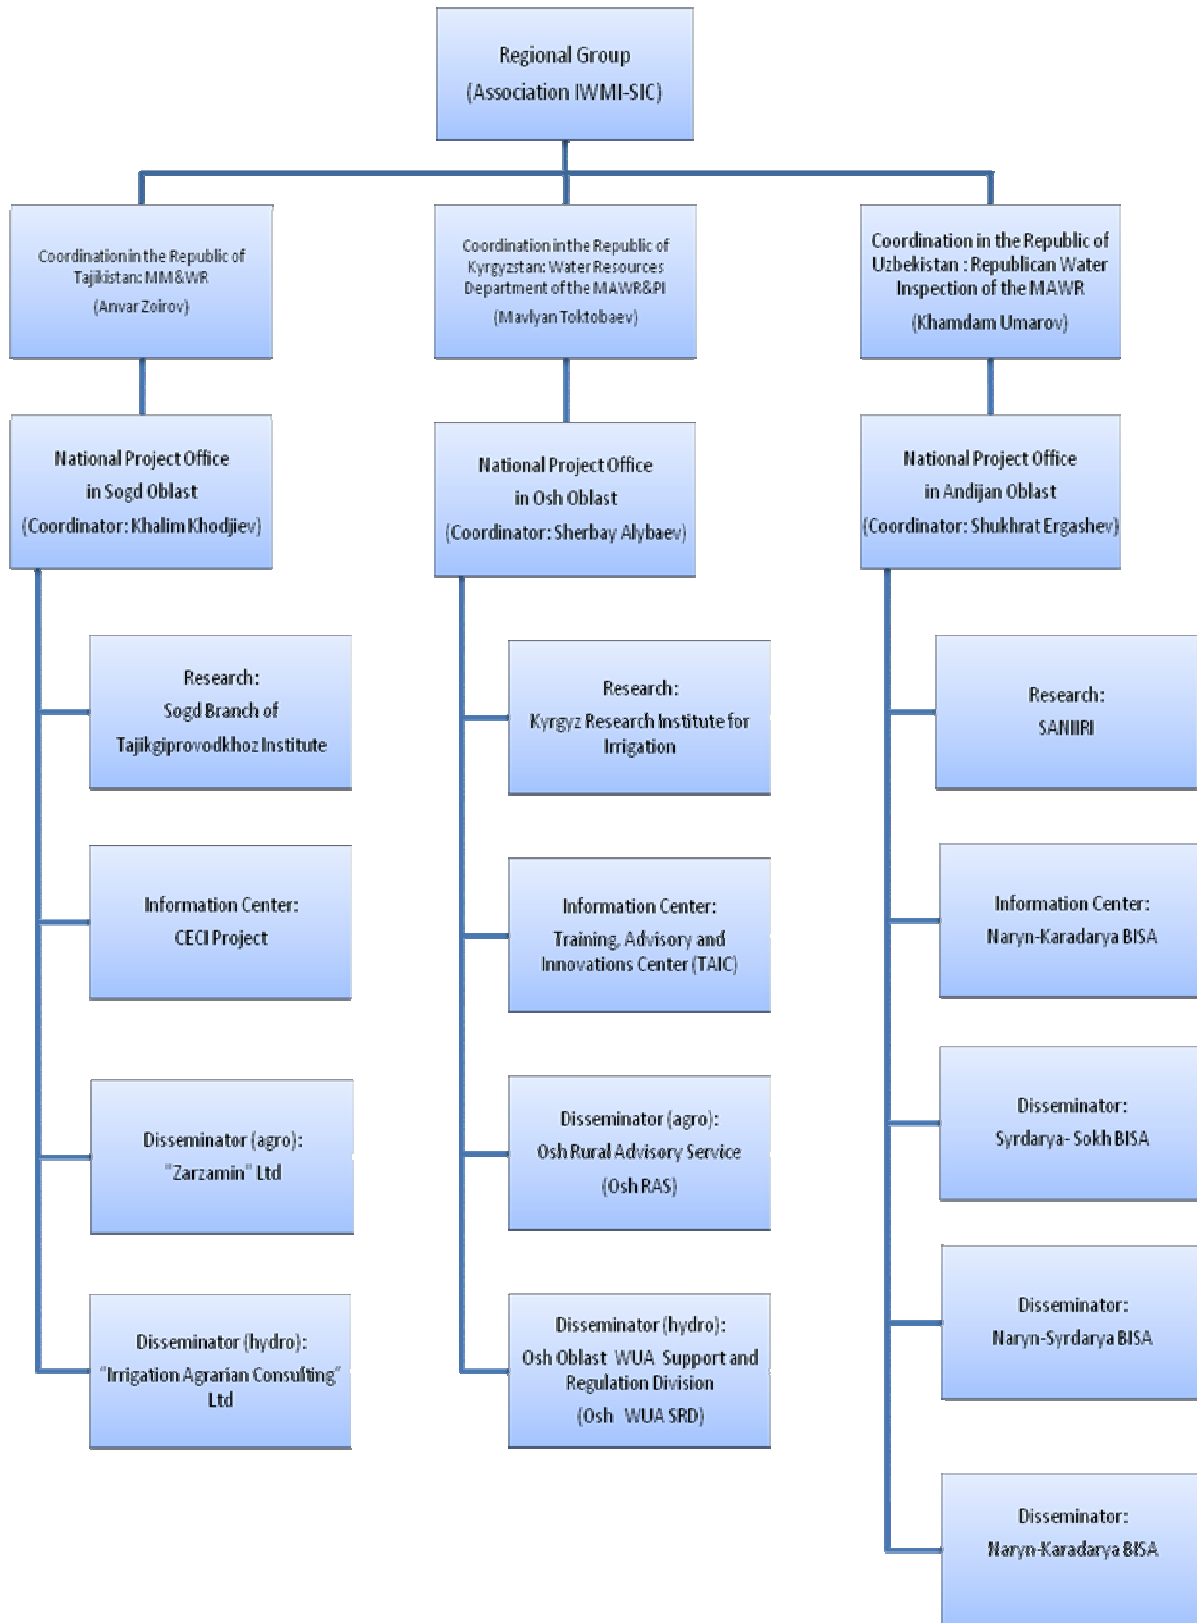 Regional Group
(Association IWMI-SIC)
Coordination in the Republic of
Tajikistan: MM&WR
(Anvar Zoirov)
Coordination in the Republic of
Kyrgyzstan: Water Resources
Department of the MAWR&PI
(Mavlyan Toktobaev)
Coordination in the Republic of
Uzbekistan : Republican Water
Inspection of the MAWR
(Khamdam Umarov)
National Project Office
in Sogd Oblast
(Coordinator: Khalim Khodjiev)
National Project Office
in Osh Oblast
(Coordinator: Sherbay Alybaev)
National Project Office
in Andijan Oblast
(Coordinator: Shukhrat Ergashev)
Research:
Sogd Branch of
Tajikgiprovodkhoz Institute
Research:
Kyrgyz Research Institute for
Irrigation
Research:
SANIIRI
Information Center:
CECI Project
Information Center:
Training, Advisory and
Innovations Center (TAIC)
Information Center:
Naryn-Karadarya BISA
Disseminator (agro):
"Zarzamin" Ltd
Disseminator (agro):
Osh Rural Advisory Service
(Osh RAS)
Disseminator:
Syrdarya- Sokh BISA
Disseminator (hydro):
"Irrigation Agrarian Consulting"
Ltd
Disseminator (hydro):
Osh Oblast WUA Support and
Regulation Division
(Osh WUA SRD)
Disseminator:
Naryn-Syrdarya BISA
Disseminator:
Naryn-Karadarya BISA